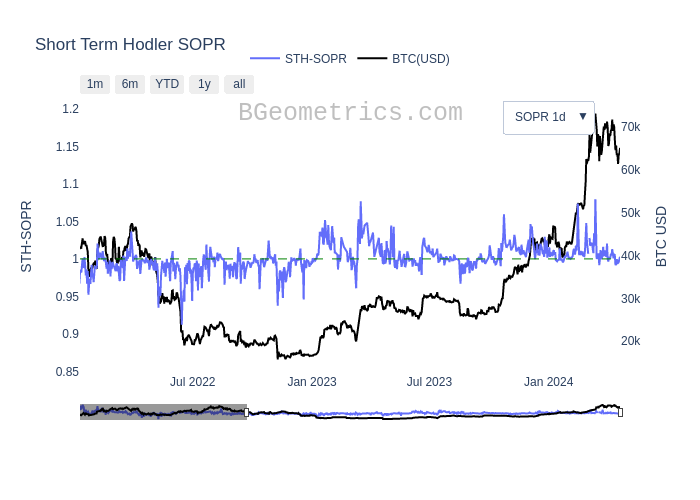 Short Term Hodler SOPR
STH-SOPR BTC(USD)
1m 6m YTD 1y all
BGeometrics.com
SOPR 1d ▼
1.2
1.15
1.1
1.05
1
0.95
0.9
0.85
STH-SOPR
70k
60k
50k
40k
30k
20k
BTC USD
Jul 2022 Jan 2023 Jul 2023 Jan 2024